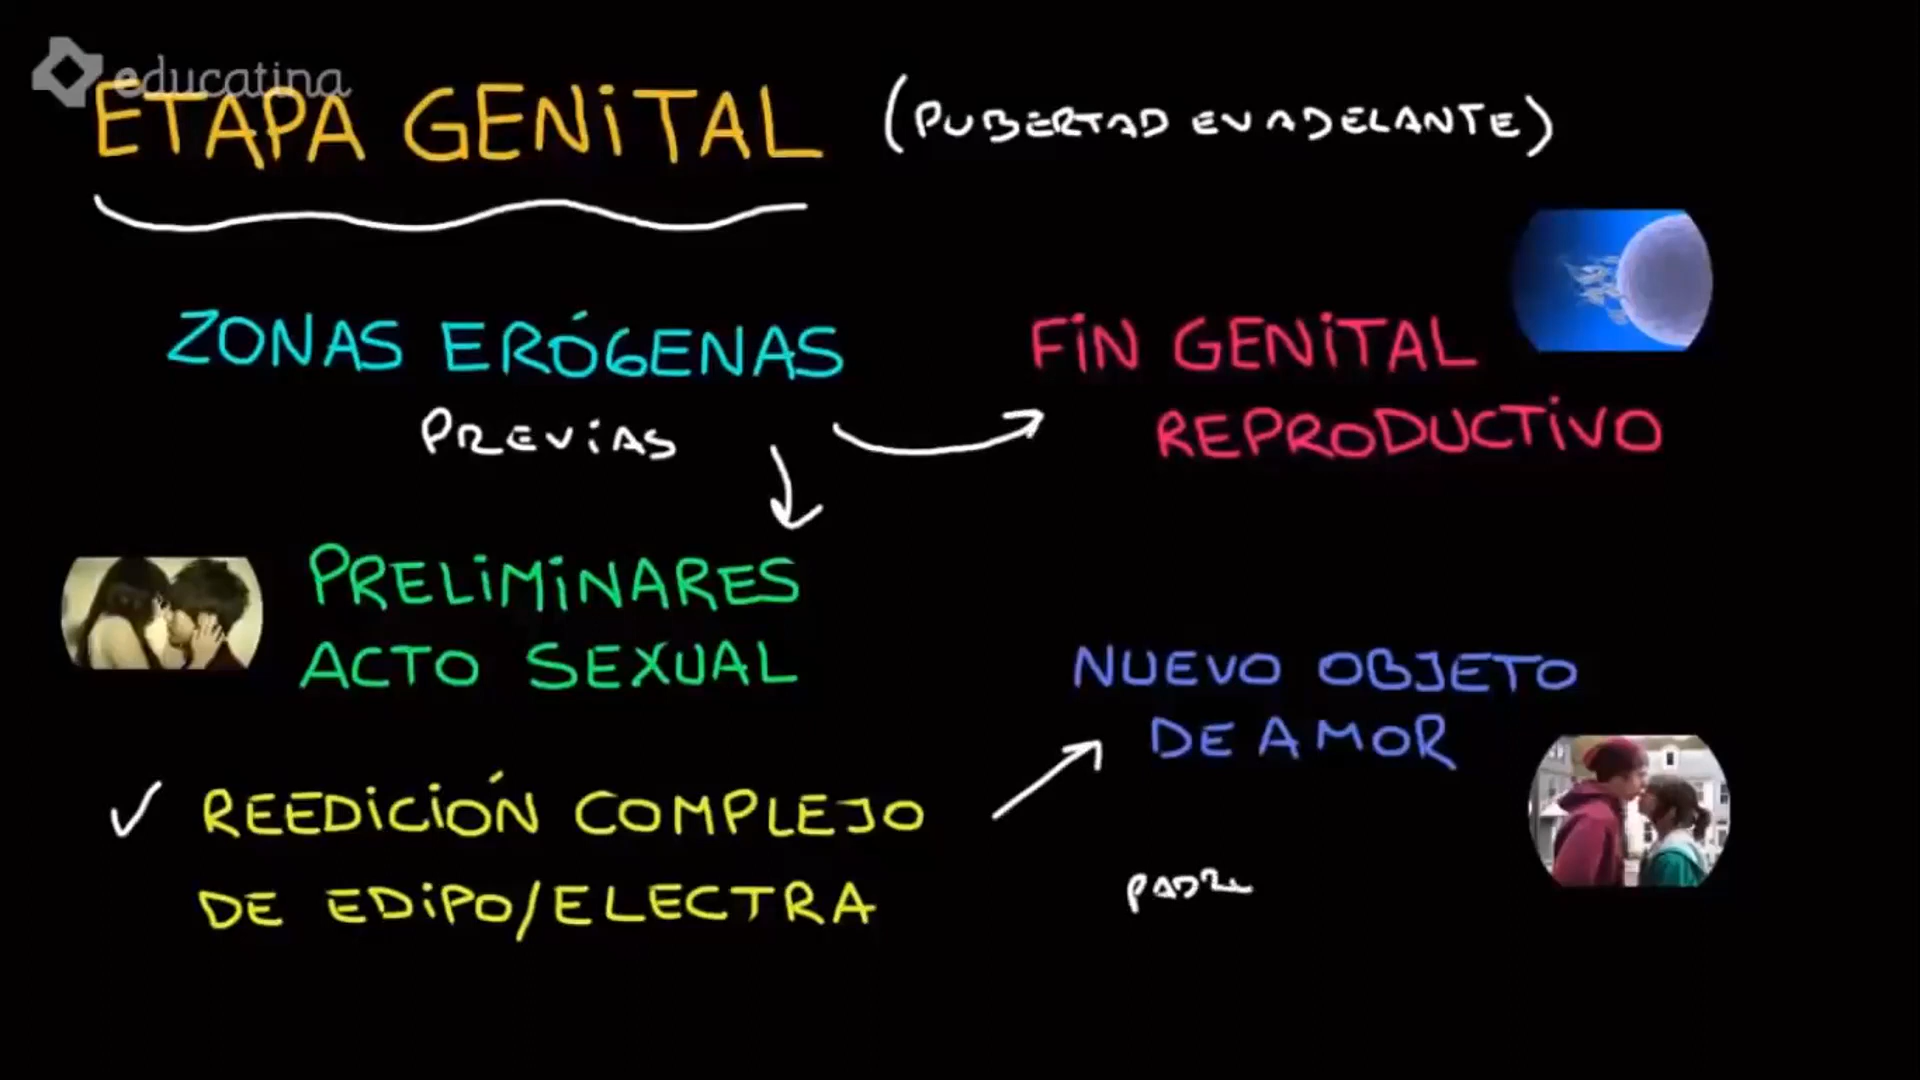 educatina
ETAPA GENITAL (PUBERTAD EN ADELANTE)
ZONAS ERÓGENAS
PREVIAS
FIN GENITAL
REPRODUCTIVO
PRELIMINARES
ACTO SEXUAL
NUEVO OBJETO
DE AMOR
✓ REEDICIÓN COMPLEJO
DE EDIPO/ELECTRA
PADRE